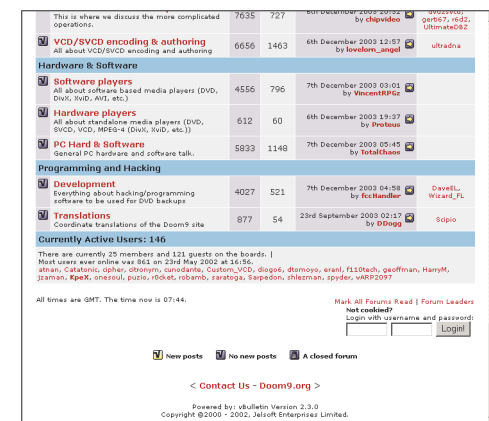 This is where we discuss the more complicated operations. 7635 727 by chipvideo gerti67, r6d2, UltimateDBZ
VCD/SVCD encoding & authoring
All about VCD/SVCD encoding and authoring 6656 1463 6th December 2003 12:57 by lovelorn_angel ultradna
Hardware & Software
Software players
All about software based media players (DVD, DivX, XviD, AVI, etc.) 4556 796 7th December 2003 03:01 by VincentRPGz
Hardware players
All about standalone media players (DVD, SVCD, VCD, MPEG-4 (DivX, XviD, etc.)) 612 60 6th December 2003 19:37 by Proteus
PC Hard & Software
General PC hardware and software talk. 5833 1148 7th December 2003 05:45 by TotalChaos
Programming and Hacking
Development
Everything about hacking/programming software to be used for DVD backups 4027 521 7th December 2003 04:58 by fccHandler DaveEL, Wizard_FL
Translations
Coordinate translations of the Doom9 site 877 54 23rd September 2003 02:17 by DDogg Scipio
Currently Active Users: 146
There are currently 25 members and 121 guests on the boards. |
Most users ever online was 861 on 23rd May 2002 at 16:56.
atnan, Catatonic, cipher, citronym, cunodante, Custom_VCD, diogo6, dtomoyo, eranl, f110tech, geoffman, HarryM,
jzaman, KpeX, onesoul, puzio, r0cket, robamb, saratoga, Sarpedon, shlezman, spyder, vARP2097
All times are GMT. The time now is 07:44.
Mark All Forums Read | Forum Leaders
Not cookied?
Login with username and password:
Login!
New posts No new posts A closed forum
< Contact Us - Doom9.org >
Powered by: vBulletin Version 2.3.0
Copyright @2000 - 2002, Jelsoft Enterprises Limited.